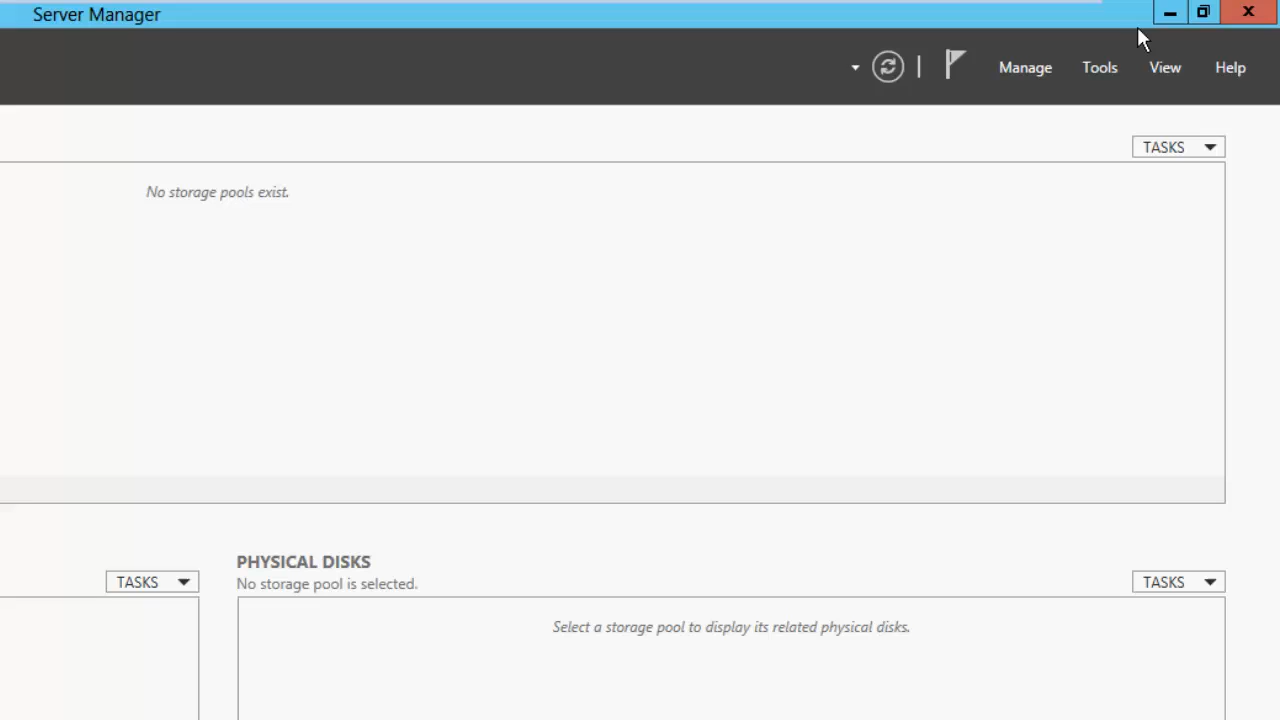 Server Manager
Manage Tools View Help
TASKS
No storage pools exist.
PHYSICAL DISKS
No storage pool is selected.
TASKS
TASKS
Select a storage pool to display its related physical disks.